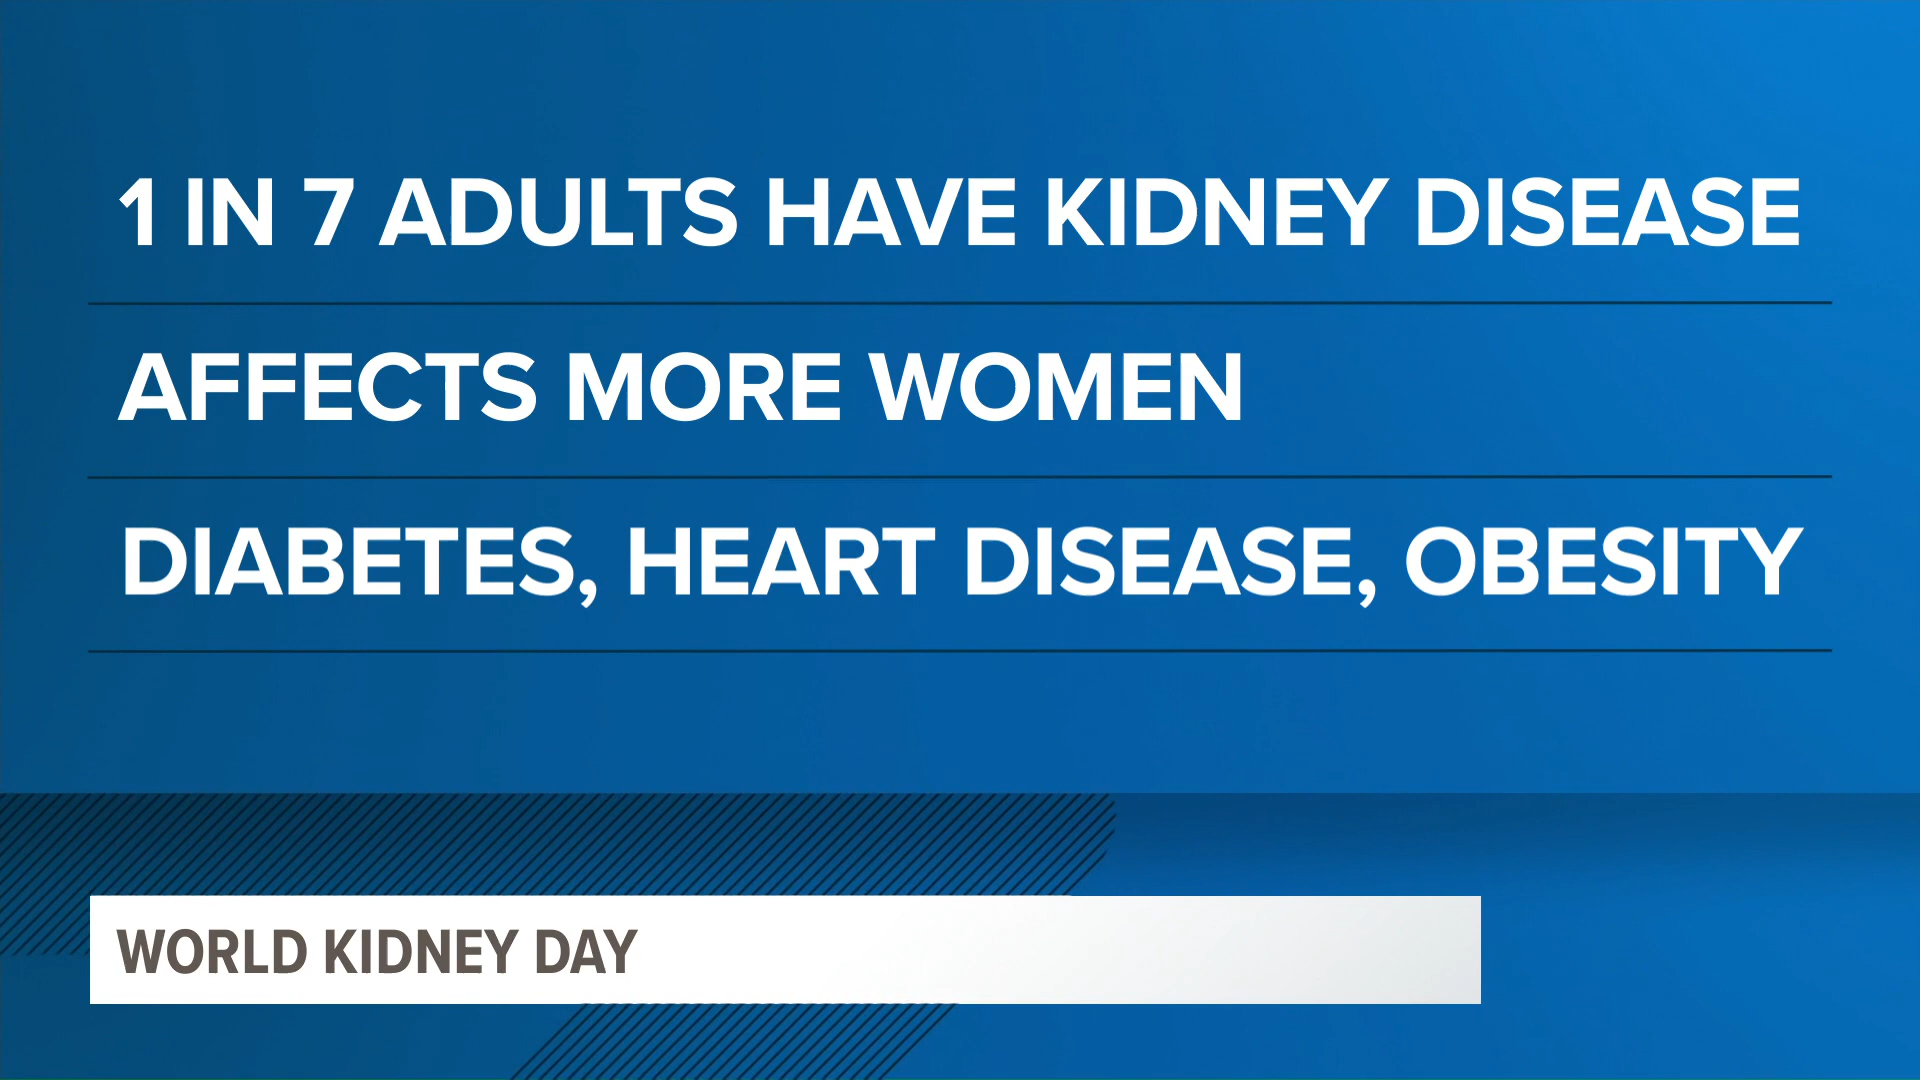 1 IN 7 ADULTS HAVE KIDNEY DISEASE
AFFECTS MORE WOMEN
DIABETES, HEART DISEASE, OBESITY
WORLD KIDNEY DAY